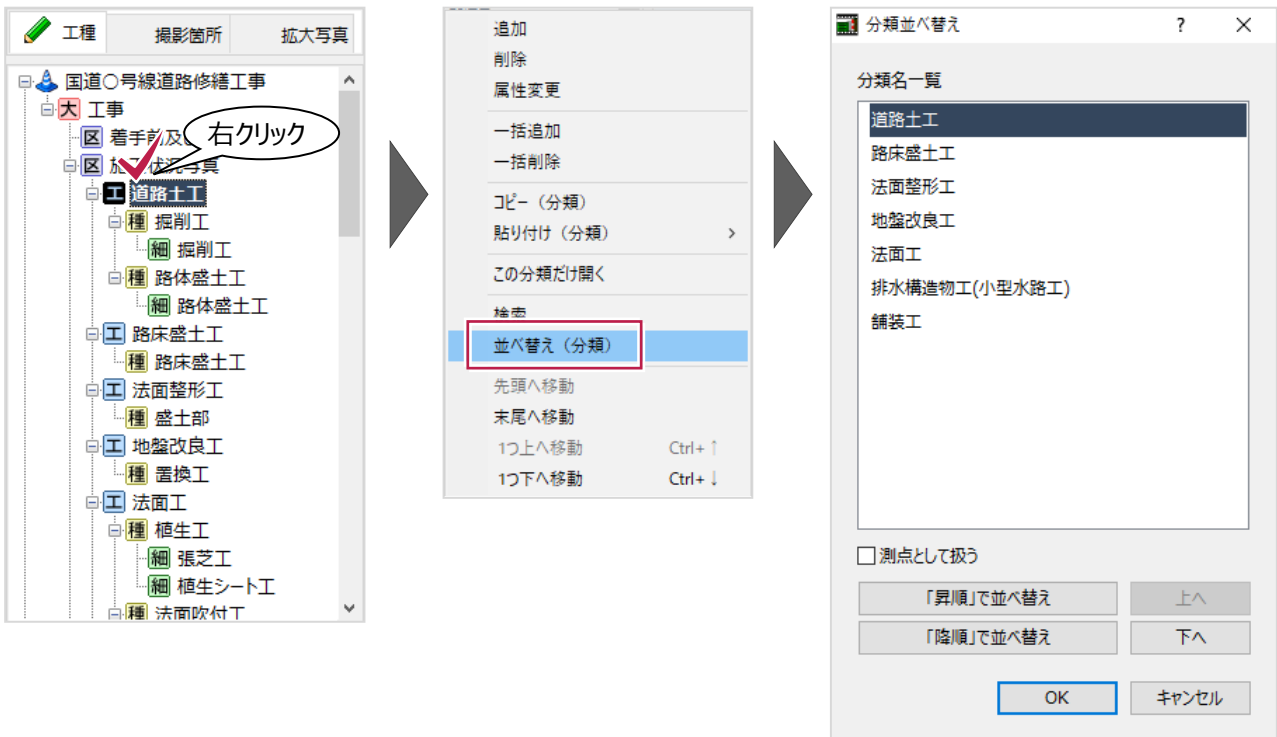 工種
撮影箇所
拡大写真
国道○号線道路修繕工事
大 工事
区 着手前及
右クリック
区 施工状況写真
工 道路土工
種 掘削工
細 掘削工
種 路体盛土工
細 路体盛土工
工 路床盛土工
種 路床盛土工
工 法面整形工
種 盛土部
工 地盤改良工
種 置換工
工 法面工
種 植生工
細 張芝工
細 植生シート工
種 法面吹付工
追加
削除
属性変更
一括追加
一括削除
コピー（分類）
貼り付け（分類） >
この分類だけ開く
検索
並べ替え（分類）
先頭へ移動
末尾へ移動
1つ上へ移動 Ctrl+↑
1つ下へ移動 Ctrl+↓
分類並べ替え ? ×
分類名一覧
道路土工
路床盛土工
法面整形工
地盤改良工
法面工
排水構造物工(小型水路工)
舗装工
測点として扱う
「昇順」で並べ替え 上へ
「降順」で並べ替え 下へ
OK キャンセル